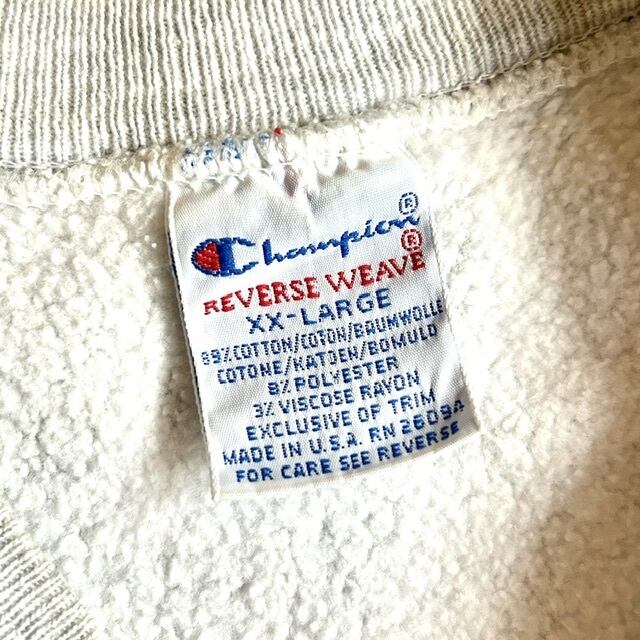 Champion®
REVERSE WEAVE®
XX-LARGE
89% COTTON/COTON/BAUMWOLLE
COTONE/KATOEN/BOMULD
8% POLYESTER
3% VISCOSE RAYON
EXCLUSIVE OF TRIM
MADE IN U.S.A. RN 26094
FOR CARE SEE REVERSE